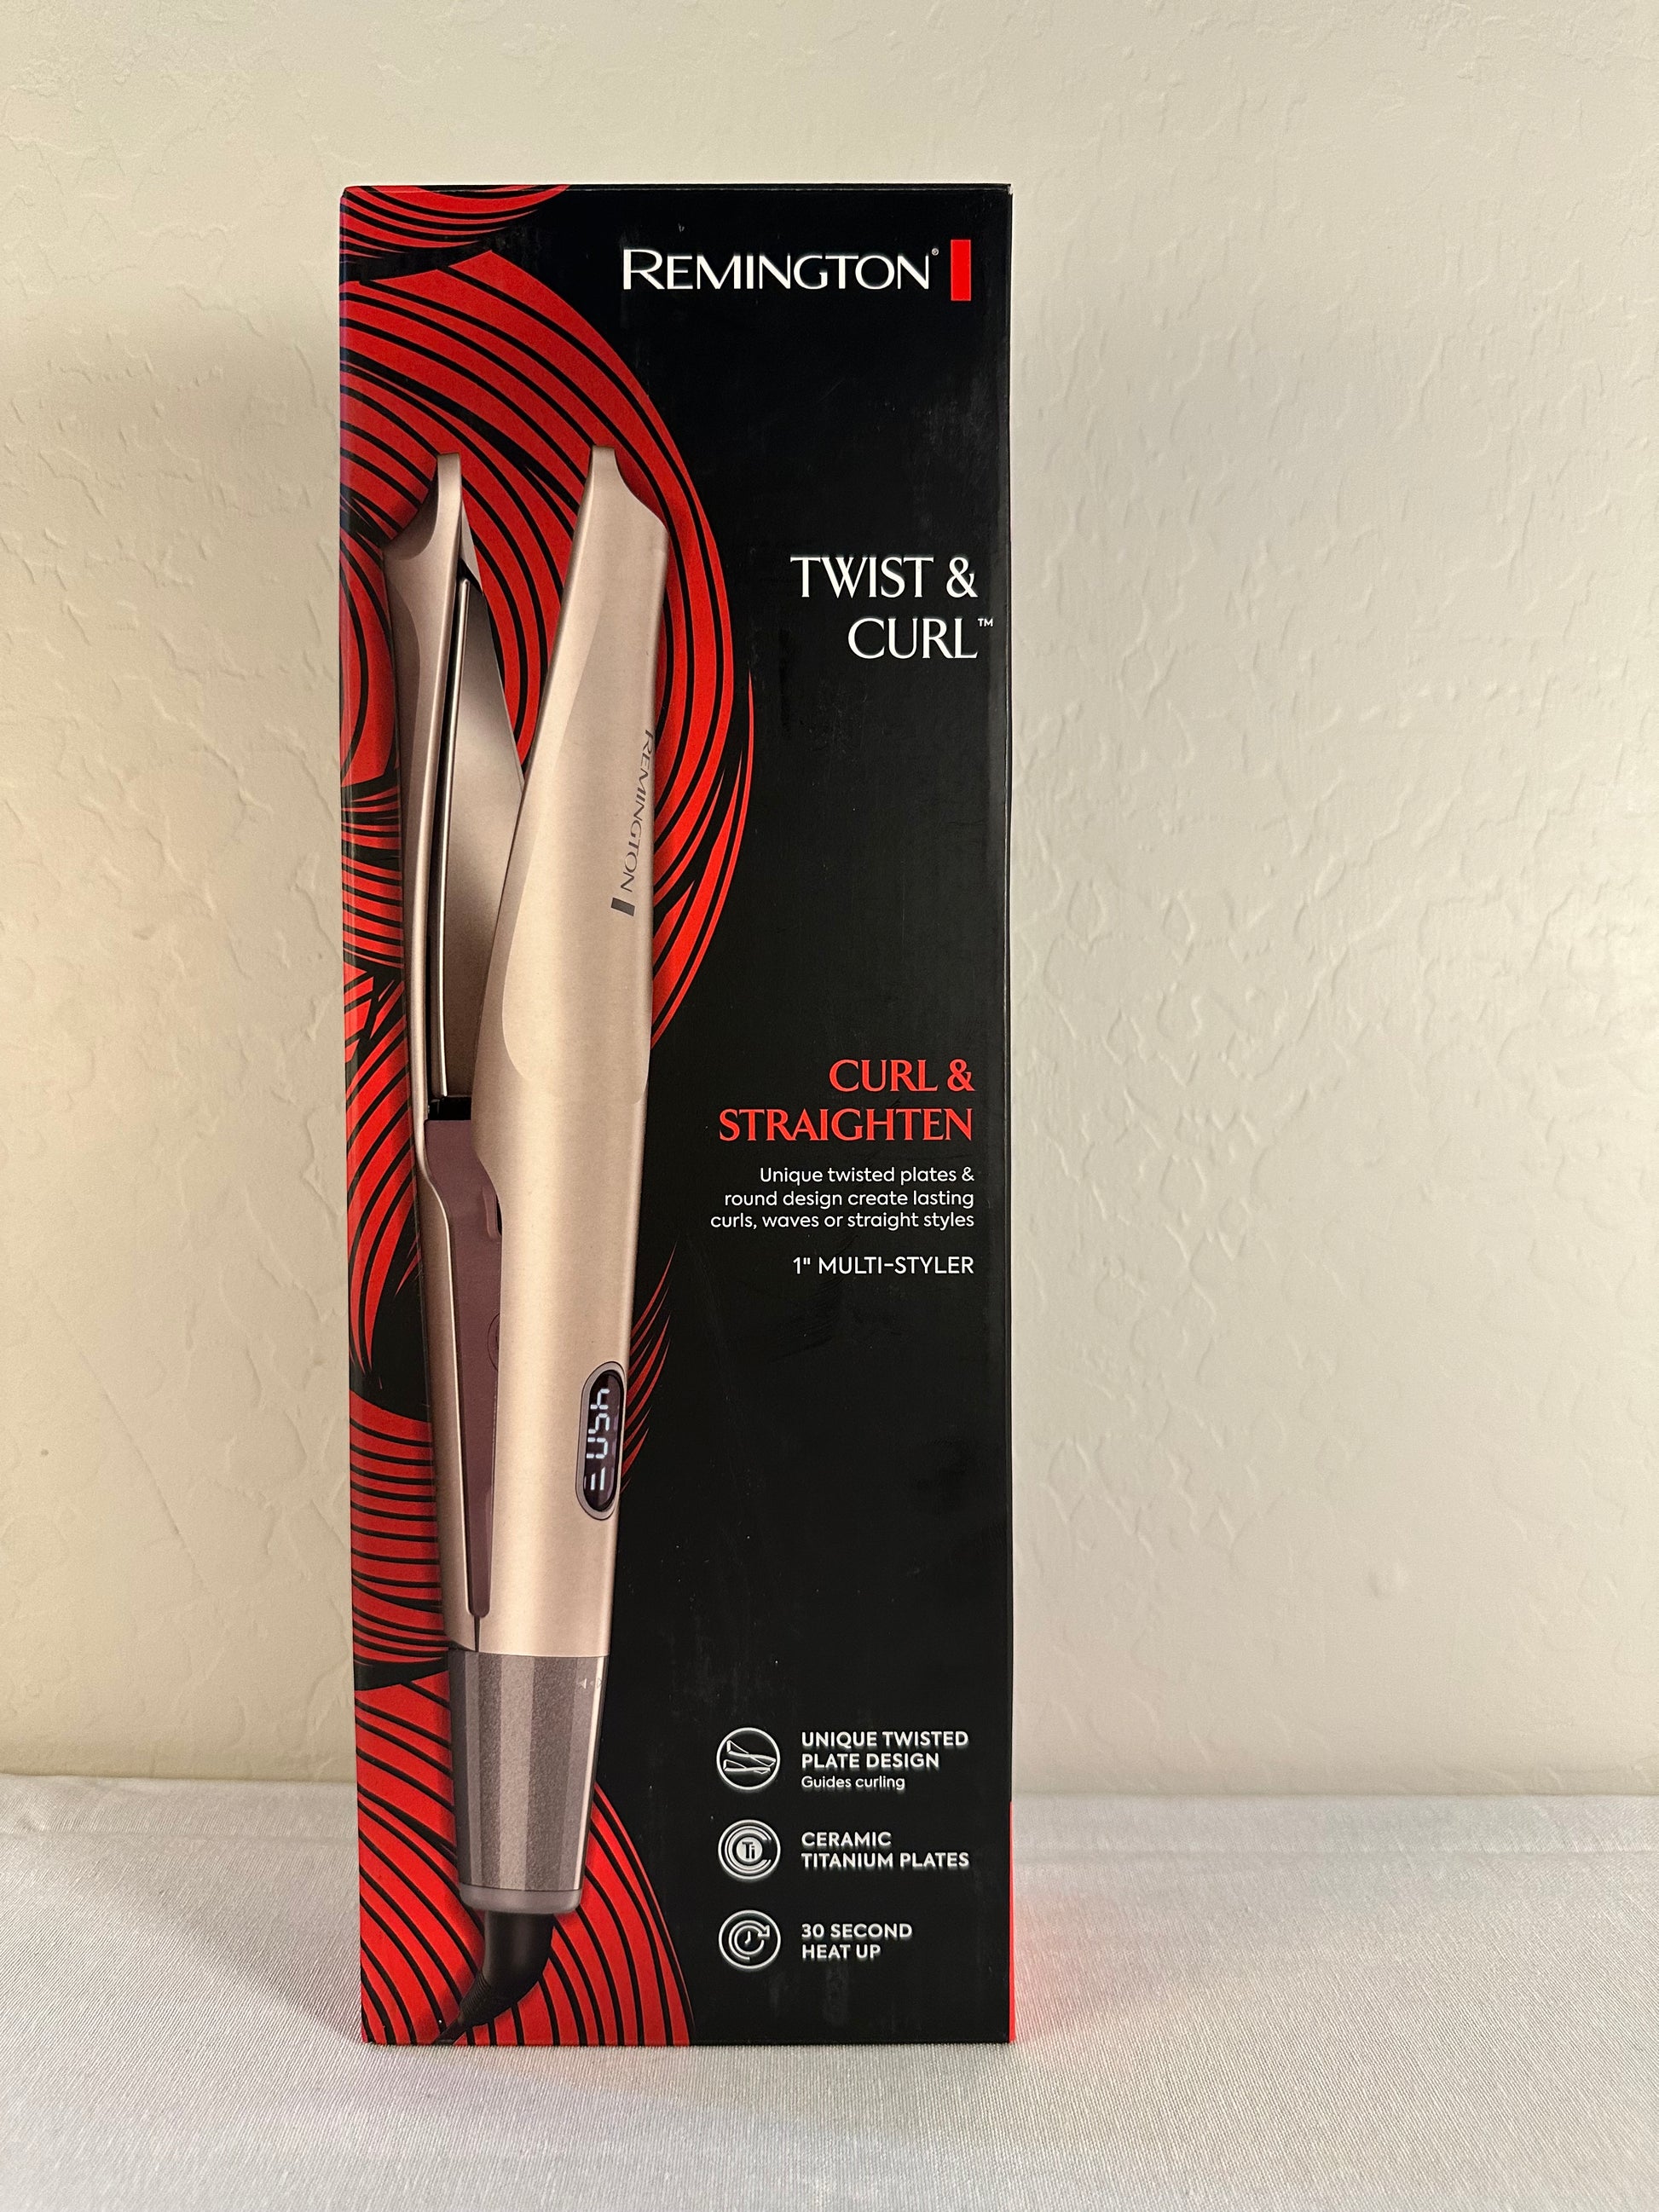 REMINGTON®
TWIST &
CURL™
REMINGTON
CURL &
STRAIGHTEN
Unique twisted plates &
round design create lasting
curls, waves or straight styles
1" MULTI-STYLER
UNIQUE TWISTED
PLATE DESIGN
Guides curling
Ti
CERAMIC
TITANIUM PLATES
30 SECOND
HEAT UP